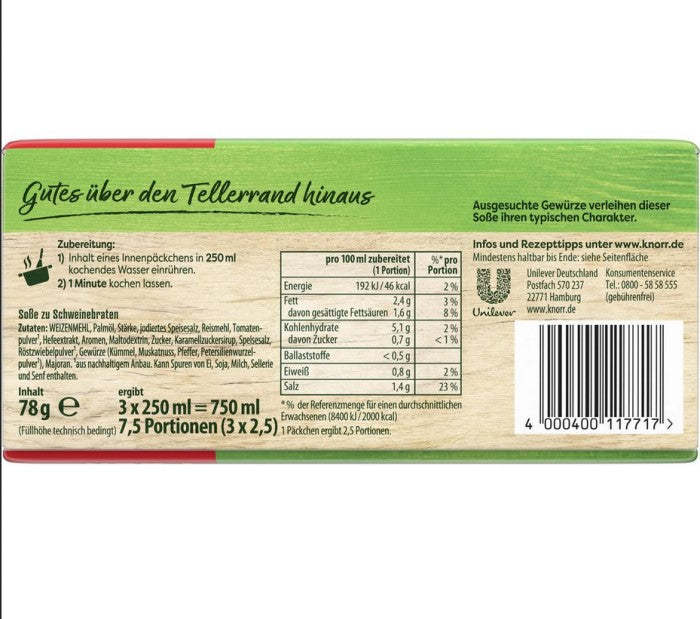 Gutes über den Tellerrand hinaus
Ausgesuchte Gewürze verleihen dieser
Soße ihren typischen Charakter.
Zubereitung:
1) Inhalt eines Innenpäckchens in 250 ml
kochendes Wasser einrühren.
2) 1 Minute kochen lassen.
Soße zu Schweinebraten
Zutaten: WEIZENMEHL, Palmöl, Stärke, jodiertes Speisesalz, Reismehl, Tomaten-
pulver¹, Hefeextrakt, Aromen, Maltodextrin, Zucker, Karamellzuckersirup, Speisesalz,
Röstzwiebelpulver¹, Gewürze (Kümmel, Muskatnuss, Pfeffer, Petersilienwurzel-
pulver¹), Majoran. ¹aus nachhaltigem Anbau. Kann Spuren von Ei, Soja, Milch, Sellerie
und Senf enthalten.
Inhalt
78 g ℮
(Füllhöhe technisch bedingt)
ergibt
3 x 250 ml = 750 ml
7,5 Portionen (3 x 2,5)
pro 100 ml zubereitet %* pro
(1 Portion) Portion
Energie 192 kJ / 46 kcal 2 %
Fett 2,4 g 3 %
davon gesättigte Fettsäuren 1,6 g 8 %
Kohlenhydrate 5,1 g 2 %
davon Zucker 0,7 g < 1 %
Ballaststoffe < 0,5 g
Eiweiß 0,8 g 2 %
Salz 1,4 g 23 %
*% der Referenzmenge für einen durchschnittlichen
Erwachsenen (8400 kJ / 2000 kcal)
1 Päckchen ergibt 2,5 Portionen.
Infos und Rezepttipps unter www.knorr.de
Mindestens haltbar bis Ende: siehe Seitenfläche
Unilever
Unilever Deutschland
Postfach 570 237
22771 Hamburg
www.knorr.de
Konsumentenservice
Tel.: 0800 - 58 58 555
(gebührenfrei)
4 000400 117717 >